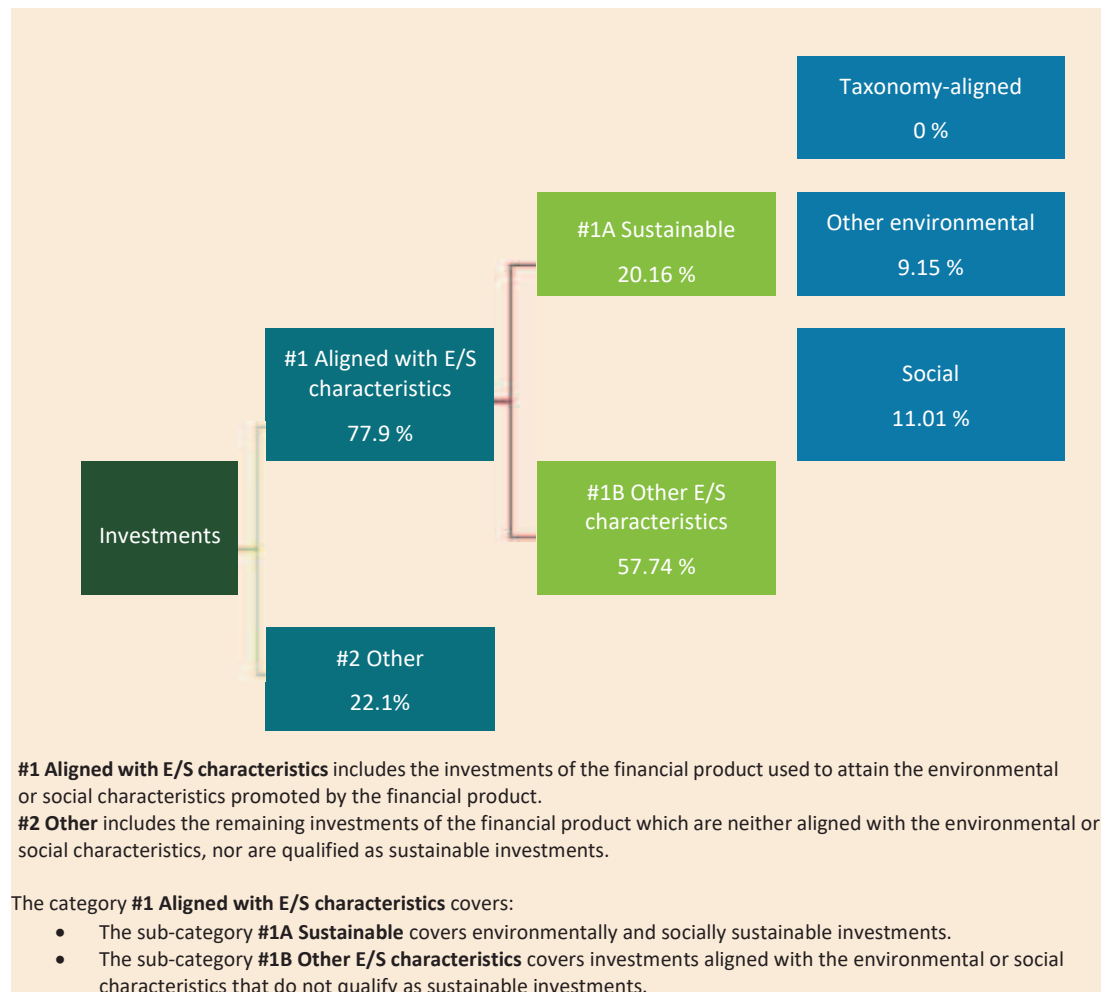 Taxonomy-aligned
0 %
#1A Sustainable
20.16 %
Other environmental
9.15 %
#1 Aligned with E/S
characteristics
77.9 %
Social
11.01 %
Investments
#1B Other E/S
characteristics
57.74 %
#2 Other
22.1%
#1 Aligned with E/S characteristics includes the investments of the financial product used to attain the environmental
or social characteristics promoted by the financial product.
#2 Other includes the remaining investments of the financial product which are neither aligned with the environmental or
social characteristics, nor are qualified as sustainable investments.
The category #1 Aligned with E/S characteristics covers:
• The sub-category #1A Sustainable covers environmentally and socially sustainable investments.
• The sub-category #1B Other E/S characteristics covers investments aligned with the environmental or social
characteristics that do not qualify as sustainable investments.